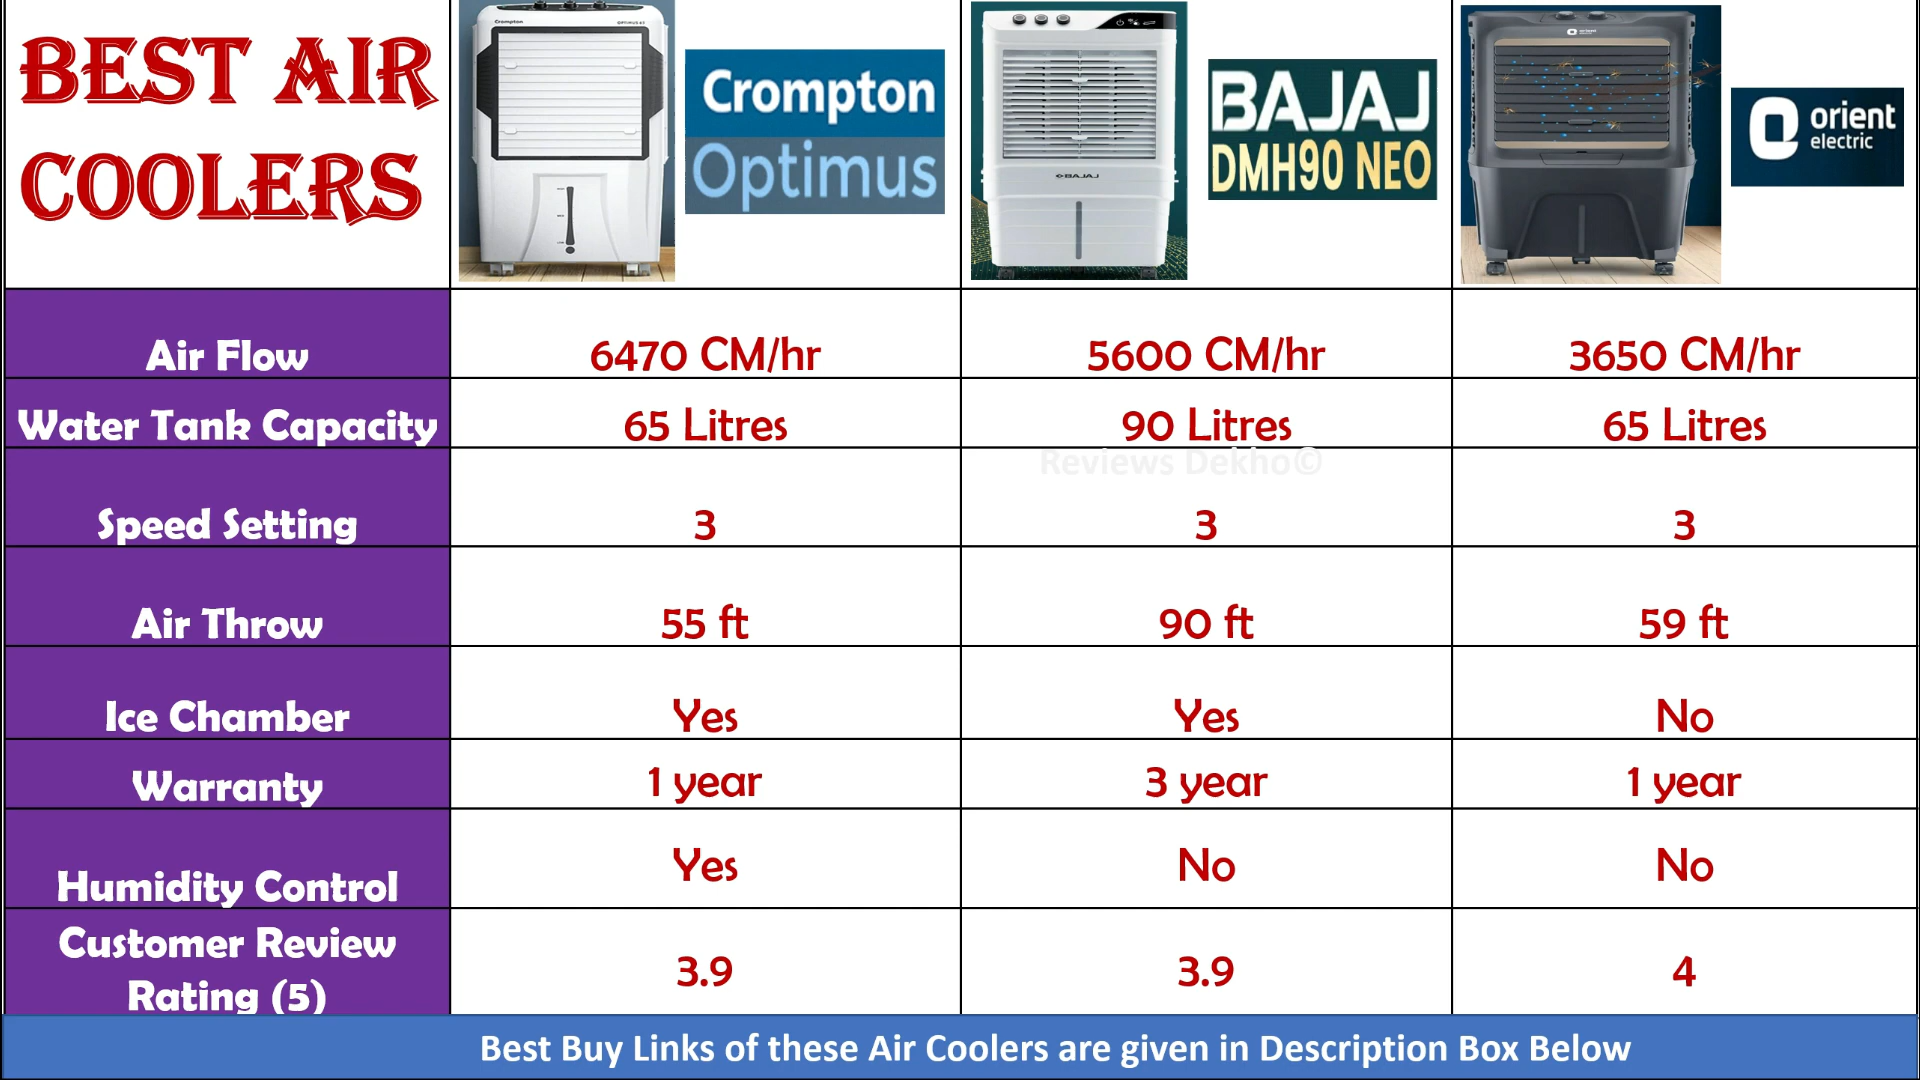 BEST AIR
COOLERS
Crompton
OPTIMUS 65
Crompton
Optimus
BAJAJ
BAJAJ
DMH90 NEO
orient
electric
Air Flow 6470 CM/hr 5600 CM/hr 3650 CM/hr
Water Tank Capacity 65 Litres 90 Litres 65 Litres
Reviews Dekho©
Speed Setting 3 3 3
Air Throw 55 ft 90 ft 59 ft
Ice Chamber Yes Yes No
Warranty 1 year 3 year 1 year
Humidity Control Yes No No
Customer Review
Rating (5) 3.9 3.9 4
Best Buy Links of these Air Coolers are given in Description Box Below